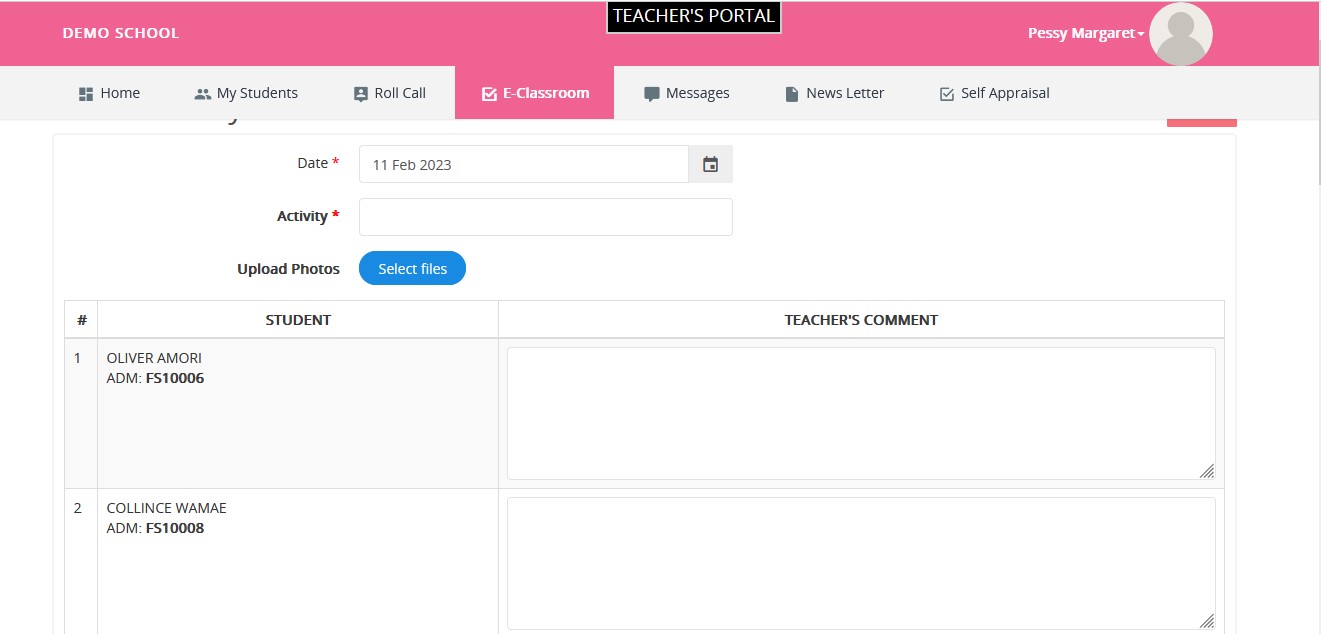 TEACHER'S PORTAL
DEMO SCHOOL
Pessy Margaret
Home
My Students
Roll Call
E-Classroom
Messages
News Letter
Self Appraisal
Date *
11 Feb 2023
Activity *
Upload Photos
Select files
# STUDENT TEACHER'S COMMENT
1 OLIVER AMORI
ADM: FS10006
2 COLLINCE WAMAE
ADM: FS10008